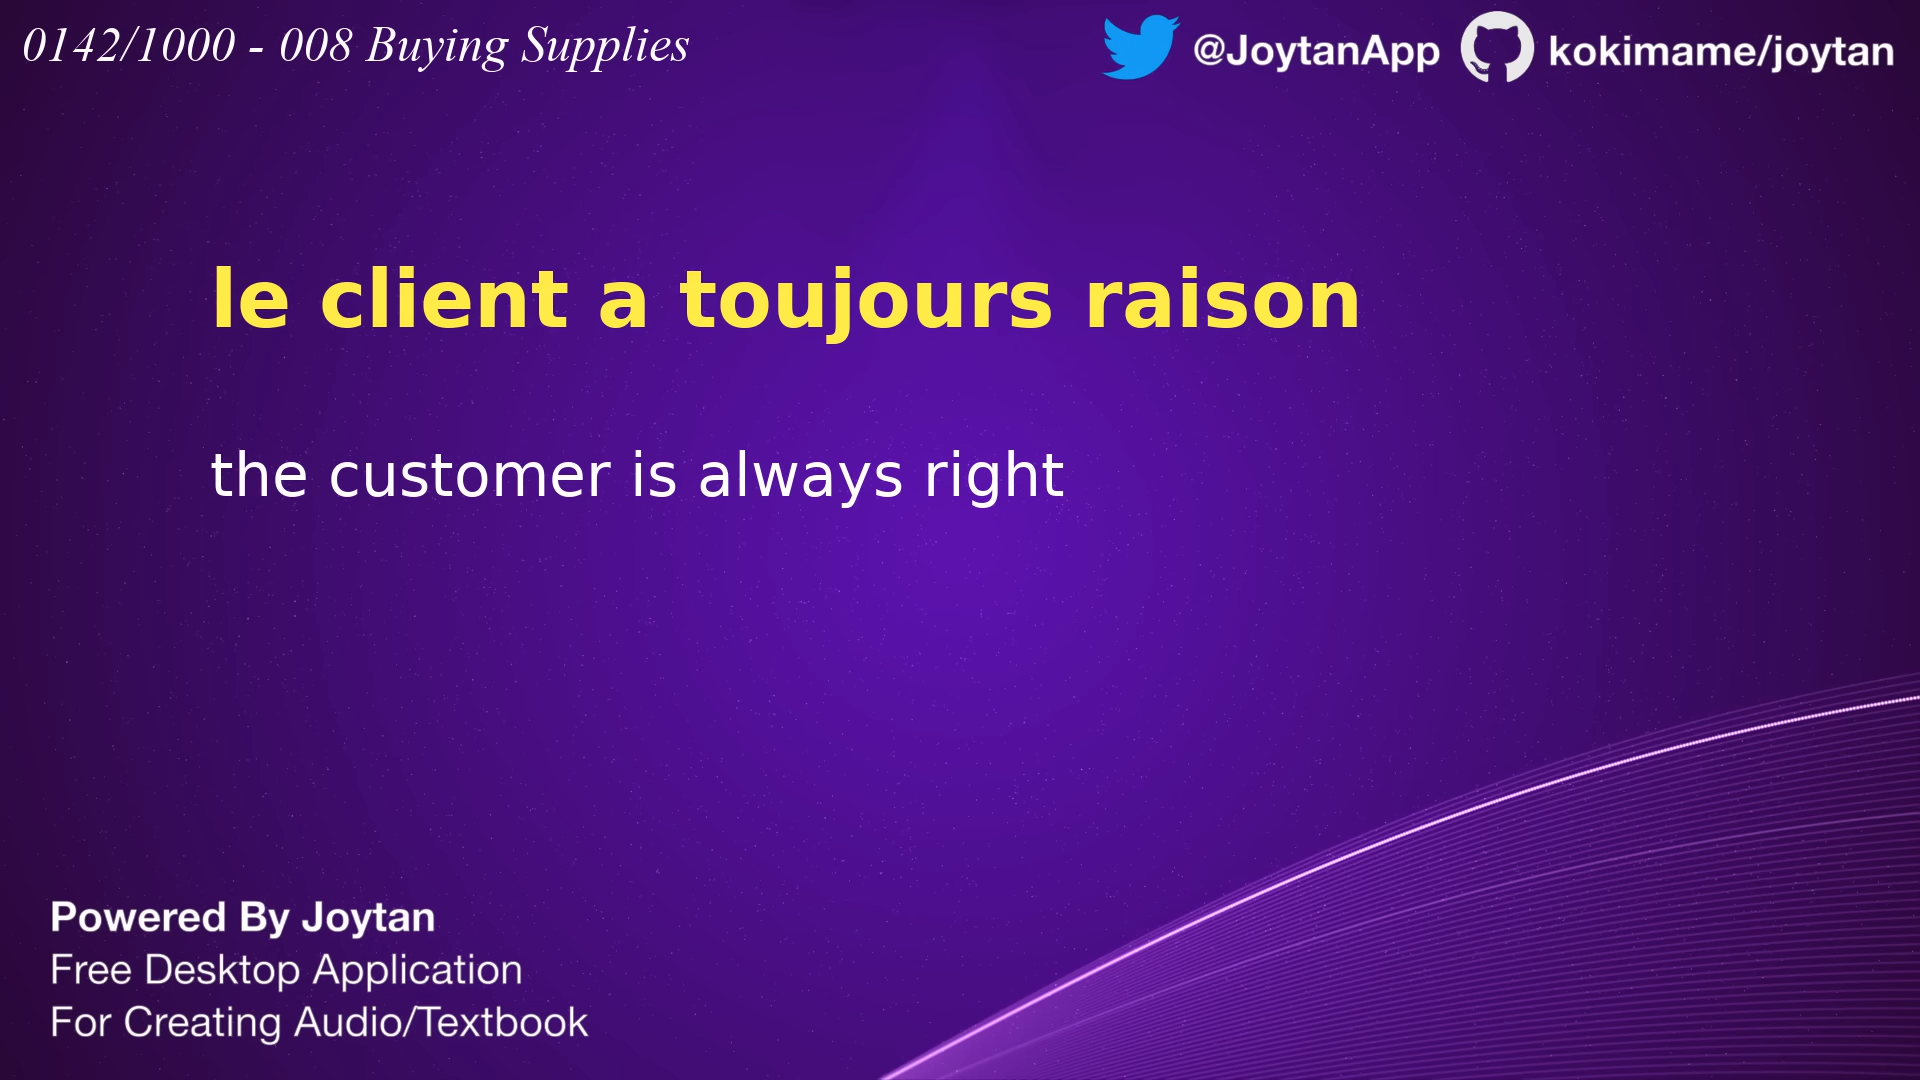 0142/1000 - 008 Buying Supplies
@JoytanApp
kokimame/joytan
le client a toujours raison
the customer is always right
Powered By Joytan
Free Desktop Application
For Creating Audio/Textbook